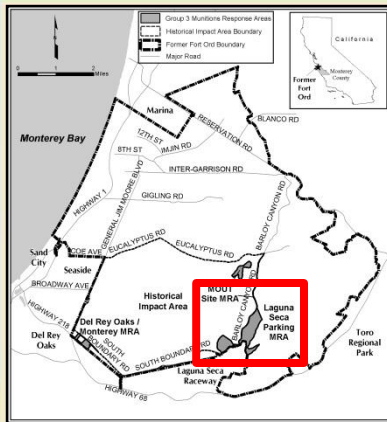 Group 3 Munitions Response Areas
Historical Impact Area Boundary
Former Fort Ord Boundary
Major Road
California
Monterey
County
Former
Fort
Ord
0 1 2
Miles
Marina
Monterey Bay
RESERVATION RD
BLANCO RD
12TH ST
IMJIN RD
8TH ST
INTER-GARRISON RD
HIGHWAY 1
GENERAL JIM MOORE BLVD
GIGLING RD
BARLOY CANYON RD
Sand
City
COE AVE
EUCALYPTUS RD
EUCALYPTUS RD
Seaside
BROADWAY AVE
MOUT
Site MRA
BARLOY CANYON RD
Historical
Impact Area
Laguna
Seca
Parking
MRA
HIGHWAY 218
Del Rey Oaks /
Monterey MRA
Toro
Regional
Park
Del Rey
Oaks
SOUTH
BOUNDARY RD
SOUTH BOUNDARY RD
Laguna Seca
Raceway
HIGHWAY 68